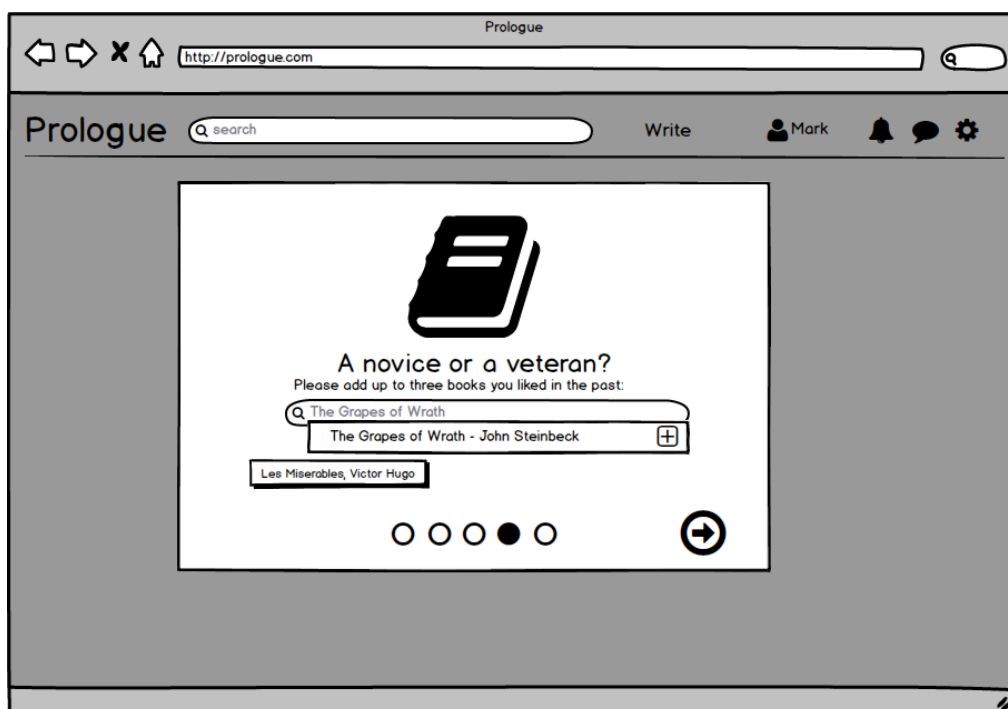 Prologue
http://prologue.com
Prologue search Write Mark
A novice or a veteran?
Please add up to three books you liked in the past:
The Grapes of Wrath
The Grapes of Wrath - John Steinbeck
Les Miserables, Victor Hugo